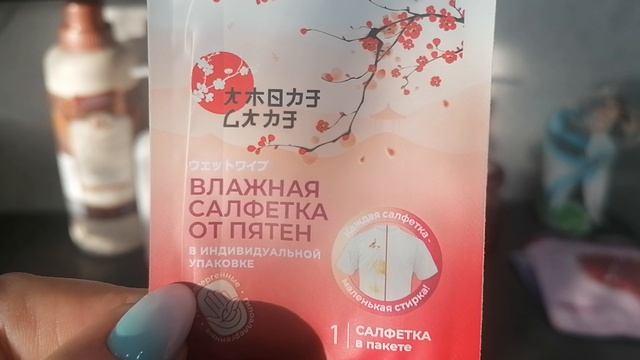 ウェットワイプ
ВЛАЖНАЯ
САЛФЕТКА
ОТ ПЯТЕН
В ИНДИВИДУАЛЬНОЙ
УПАКОВКЕ
Каждая салфетка -
маленькая стирка!
1 САЛФЕТКА
в пакете